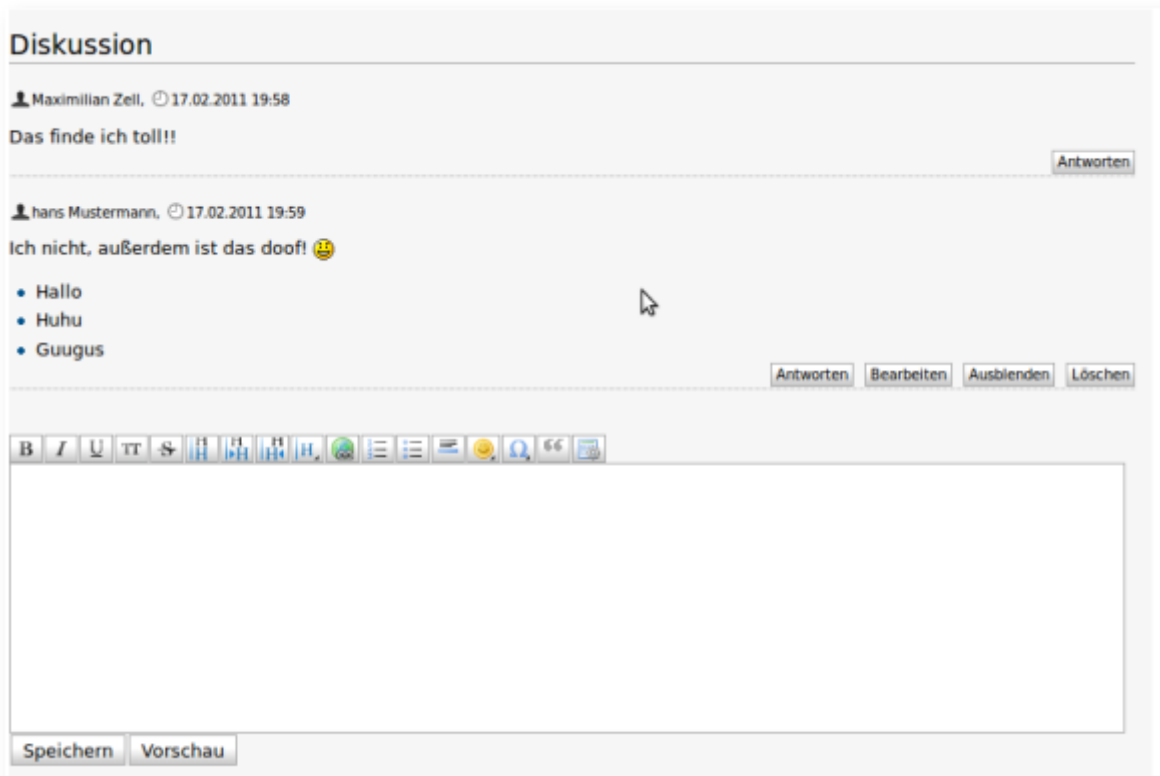 Diskussion
Maximilian Zell, 17.02.2011 19:58
Das finde ich toll!!
Antworten
hans Mustermann, 17.02.2011 19:59
Ich nicht, außerdem ist das doof!
Hallo
Huhu
Guugus
Antworten Bearbeiten Ausblenden Löschen
B I U TT S
Speichern Vorschau